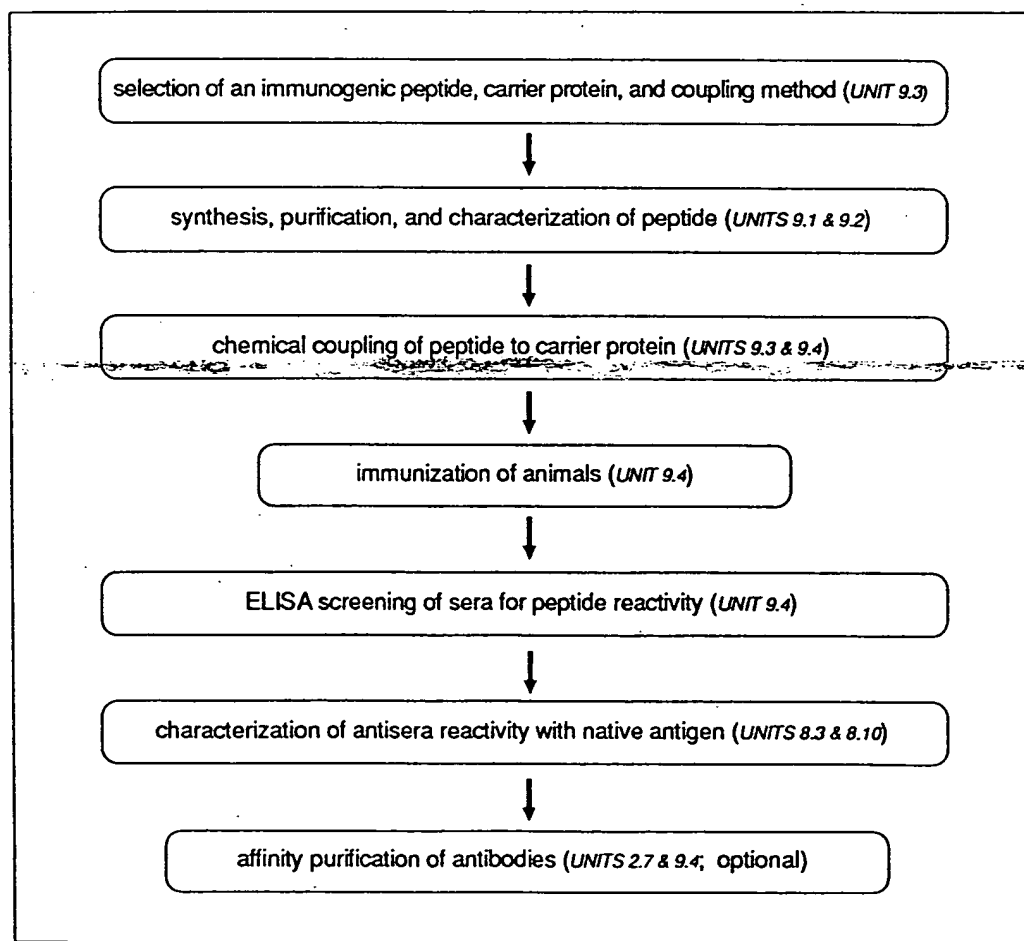 selection of an immunogenic peptide, carrier protein, and coupling method (UNIT 9.3)
synthesis, purification, and characterization of peptide (UNITS 9.1 & 9.2)
chemical coupling of peptide to carrier protein (UNITS 9.3 & 9.4)
immunization of animals (UNIT 9.4)
ELISA screening of sera for peptide reactivity (UNIT 9.4)
characterization of antisera reactivity with native antigen (UNITS 8.3 & 8.10)
affinity purification of antibodies (UNITS 2.7 & 9.4; optional)